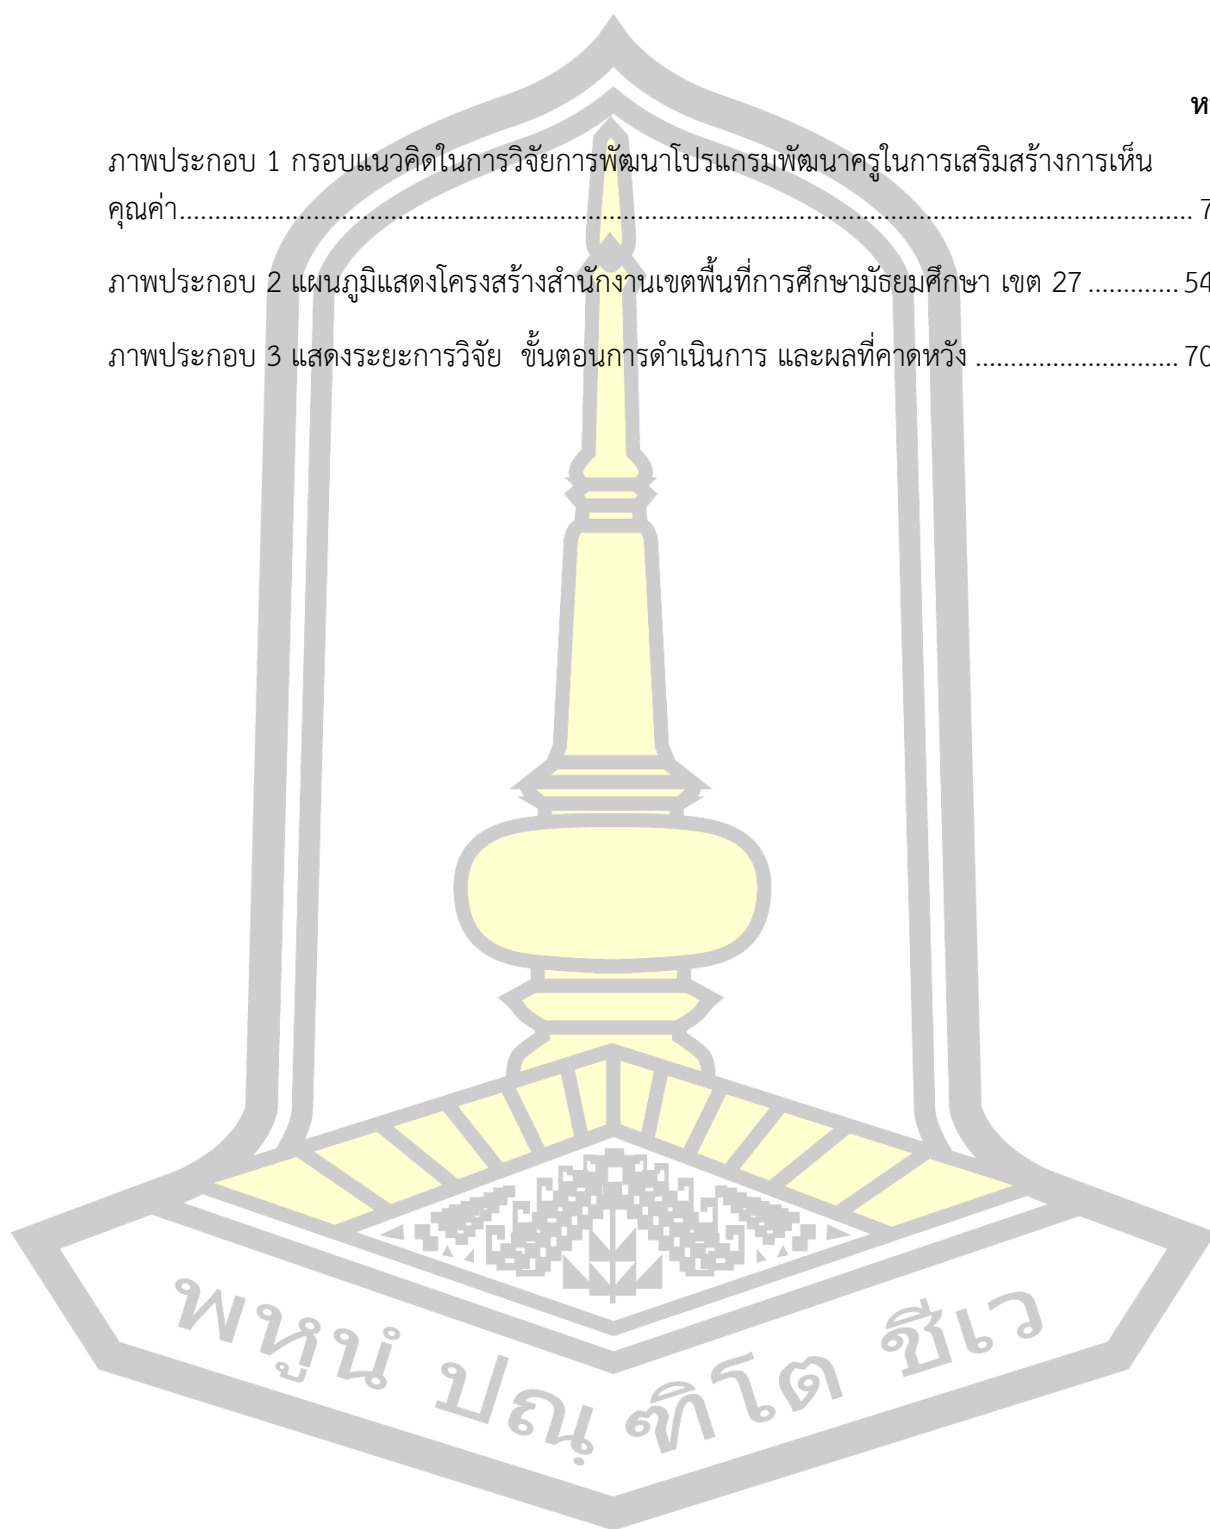 ห
ภาพประกอบ 1 กรอบแนวคิดในการวิจัยการพัฒนาโปรแกรมพัฒนาครูในการเสริมสร้างการเห็น
คุณค่า................................................................................................................................................ 7
ภาพประกอบ 2 แผนภูมิแสดงโครงสร้างสำนักงานเขตพื้นที่การศึกษามัธยมศึกษา เขต 27 ............. 54
ภาพประกอบ 3 แสดงระยะการวิจัย ขั้นตอนการดำเนินการ และผลที่คาดหวัง ............................. 70
พหูนํ ปณฺฑิโต ชีเว